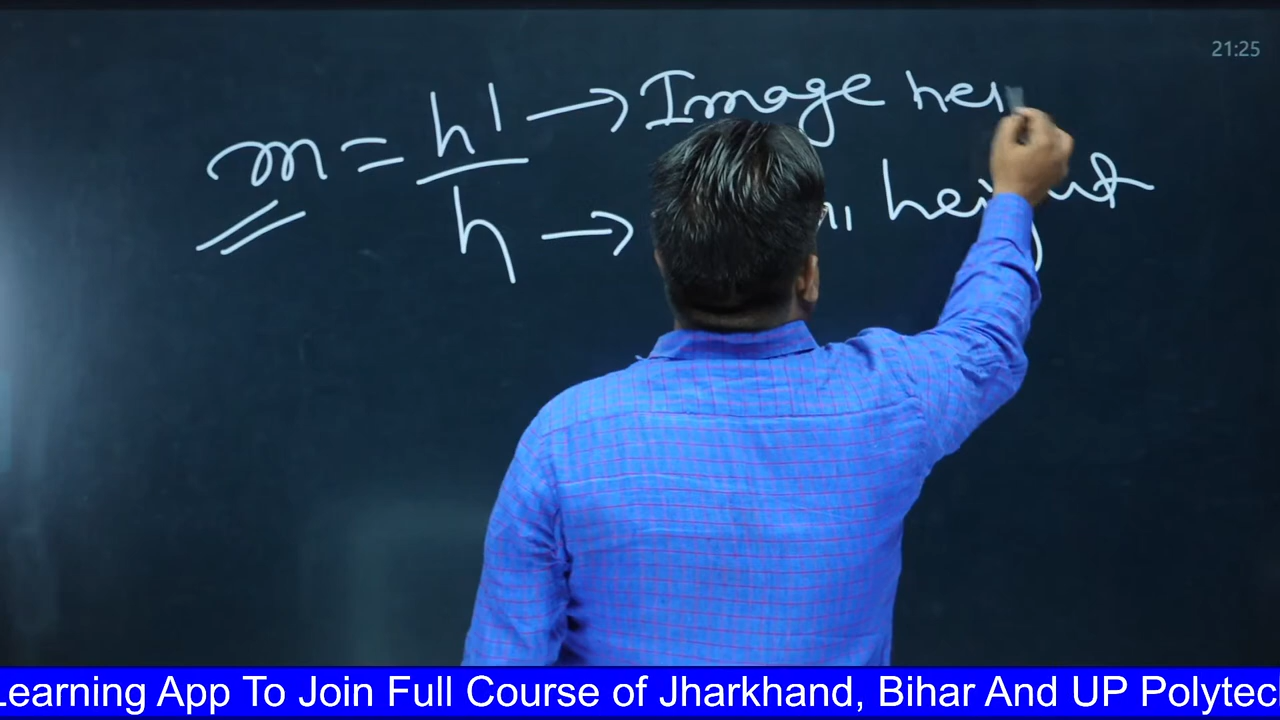 21:25
m = h' → Image hei
h → height
Learning App To Join Full Course of Jharkhand, Bihar And UP Polytec